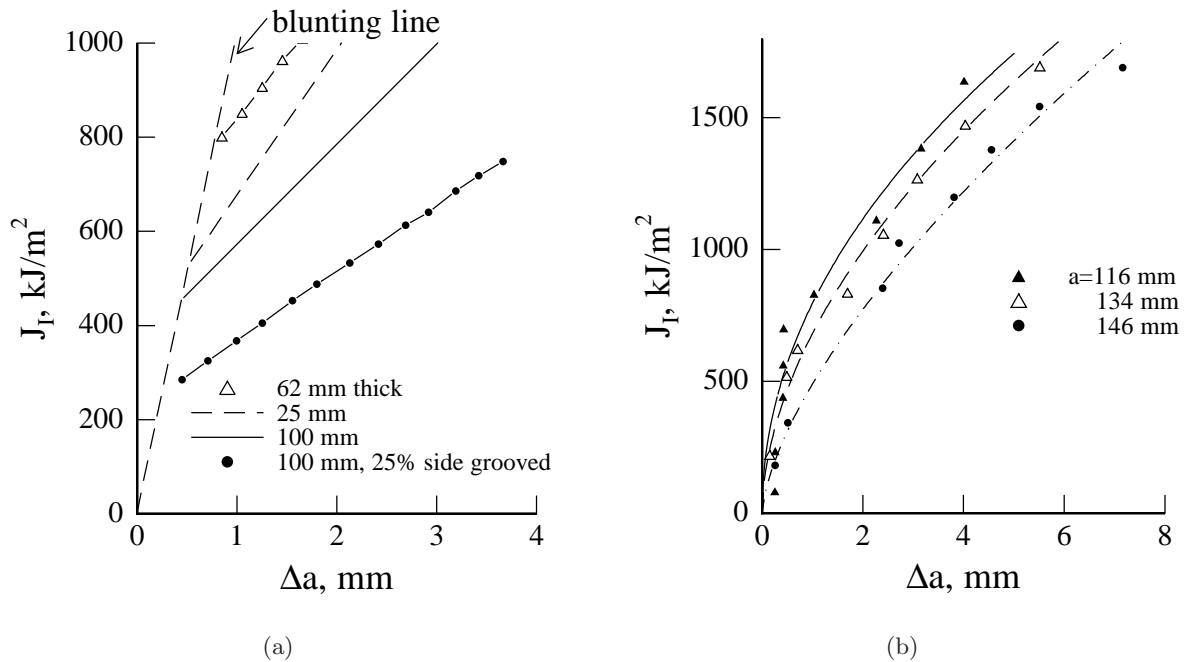 blunting line
1000
800
600
400
200
0
J_I, kJ/m²
62 mm thick
25 mm
100 mm
100 mm, 25% side grooved
0 1 2 3 4
Δa, mm
(a)
1500
1000
500
0
J_I, kJ/m²
a=116 mm
134 mm
146 mm
0 2 4 6 8
Δa, mm
(b)